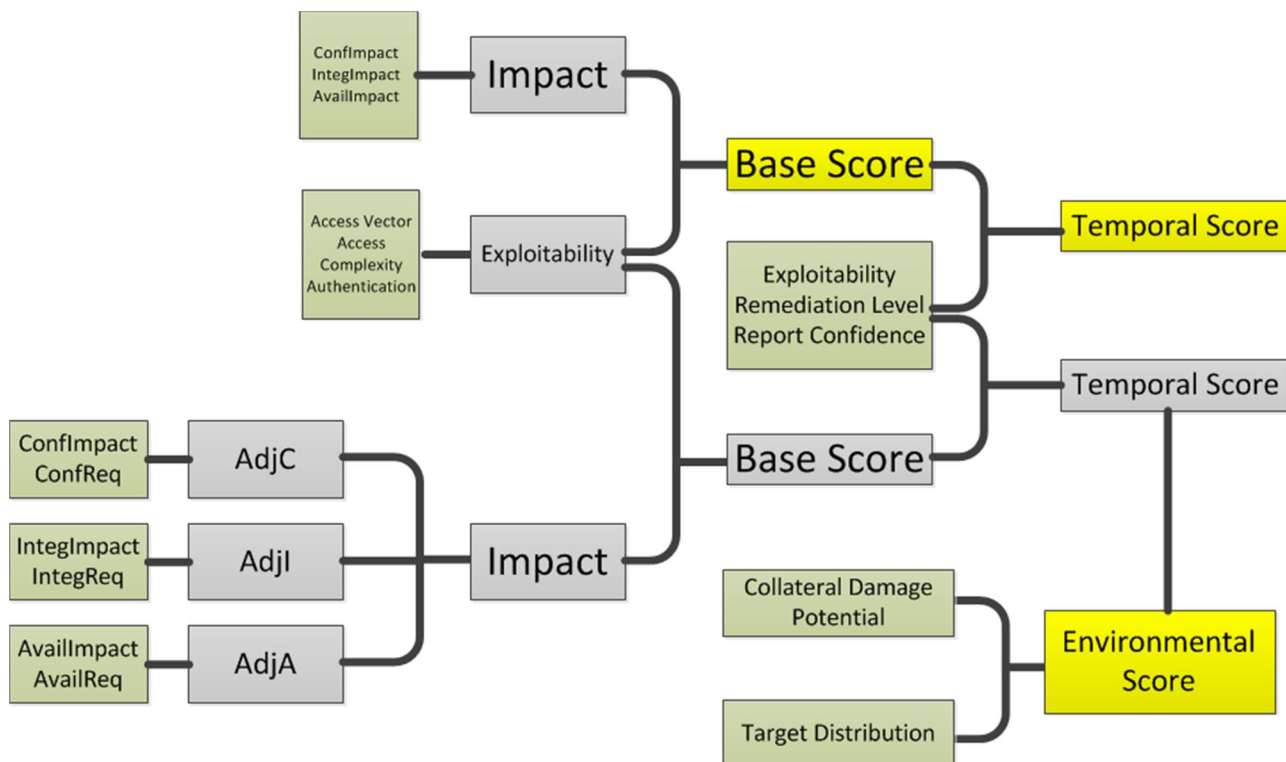 ConfImpact
IntegImpact
AvailImpact
Impact
Base Score
Temporal Score
Access Vector
Access
Complexity
Authentication
Exploitability
Exploitability
Remediation Level
Report Confidence
Temporal Score
ConfImpact
ConfReq
AdjC
Base Score
IntegImpact
IntegReq
AdjI
Impact
Collateral Damage
Potential
AvailImpact
AvailReq
AdjA
Environmental
Score
Target Distribution